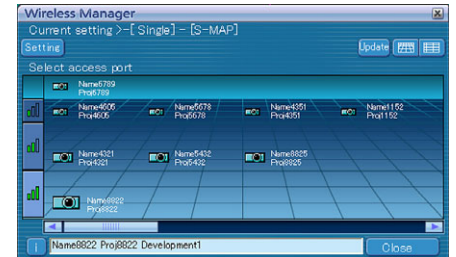 Wireless Manager
Current setting >-[ Single] - [S-MAP]
Setting
Update
Select access port
Name6789
Proj6789
Name4605 Name5678 Name4351 Name1152
Proj4605 Proj5678 Proj4351 Proj1152
Name4321 Name5432 Name8825
Proj4321 Proj5432 Proj8825
Name8822
Proj8822
i Name8822 Proj8822 Development1 Close